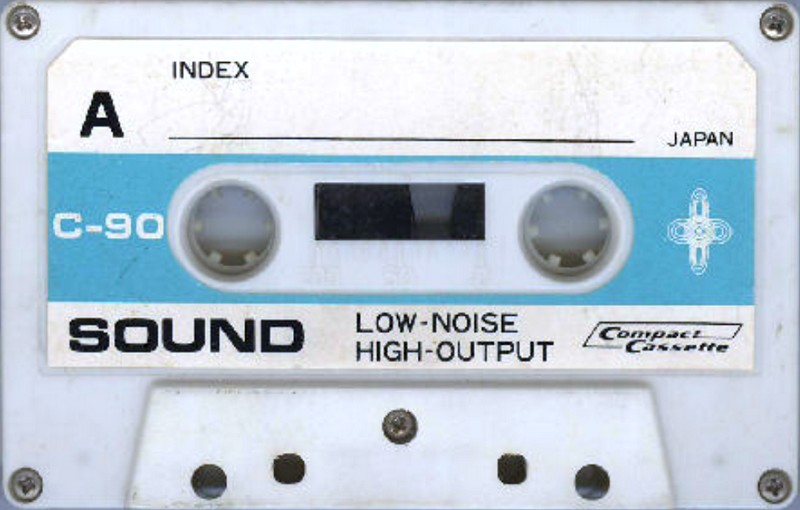 INDEX
A
JAPAN
C-90
SOUND
LOW-NOISE
HIGH-OUTPUT
Compact
Cassette